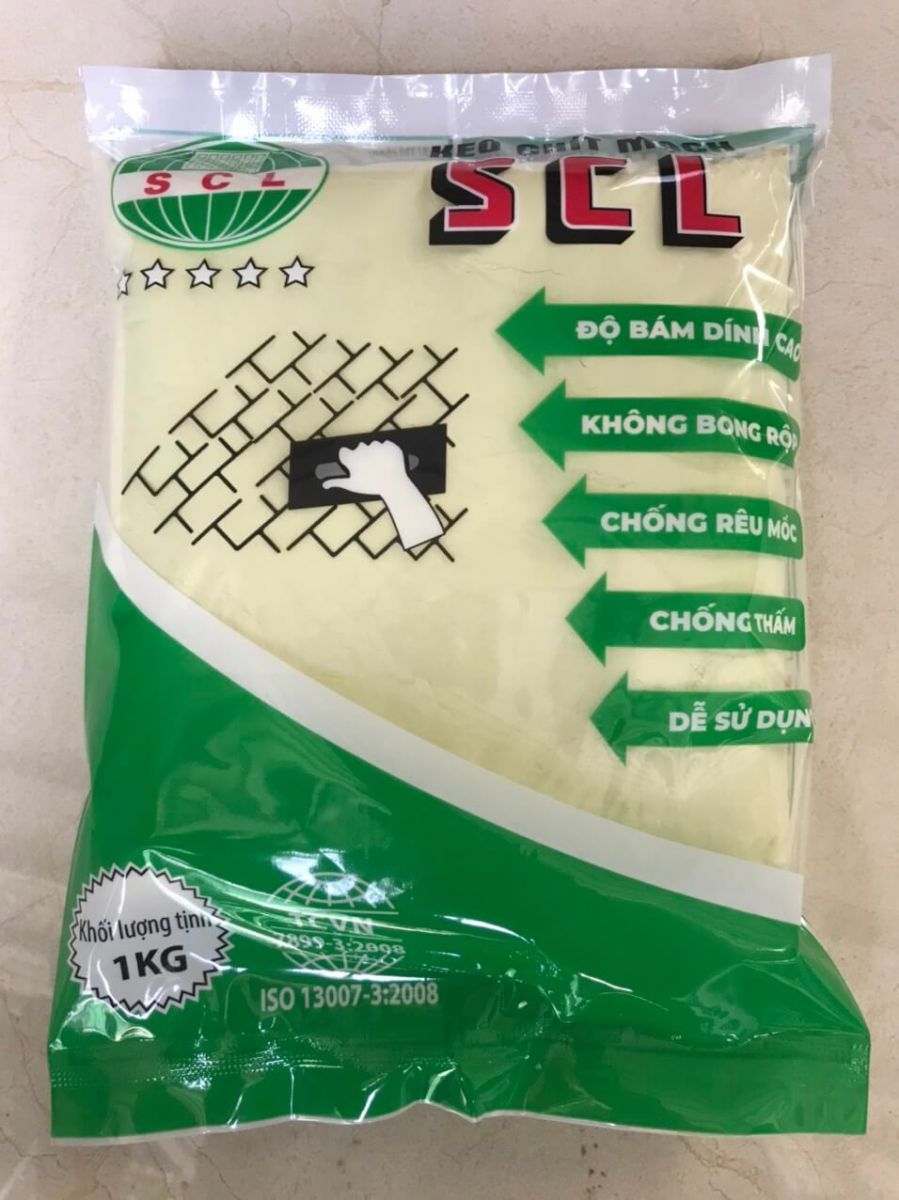 SCL
KEO CHÍT MẠCH
SCL
ĐỘ BÁM DÍNH CAO
KHÔNG BONG RỘP
CHỐNG RÊU MỐC
CHỐNG THẤM
DỄ SỬ DỤN
Khối lượng tịnh
1KG
TCVN
7899-3:2008
ISO 13007-3:2008